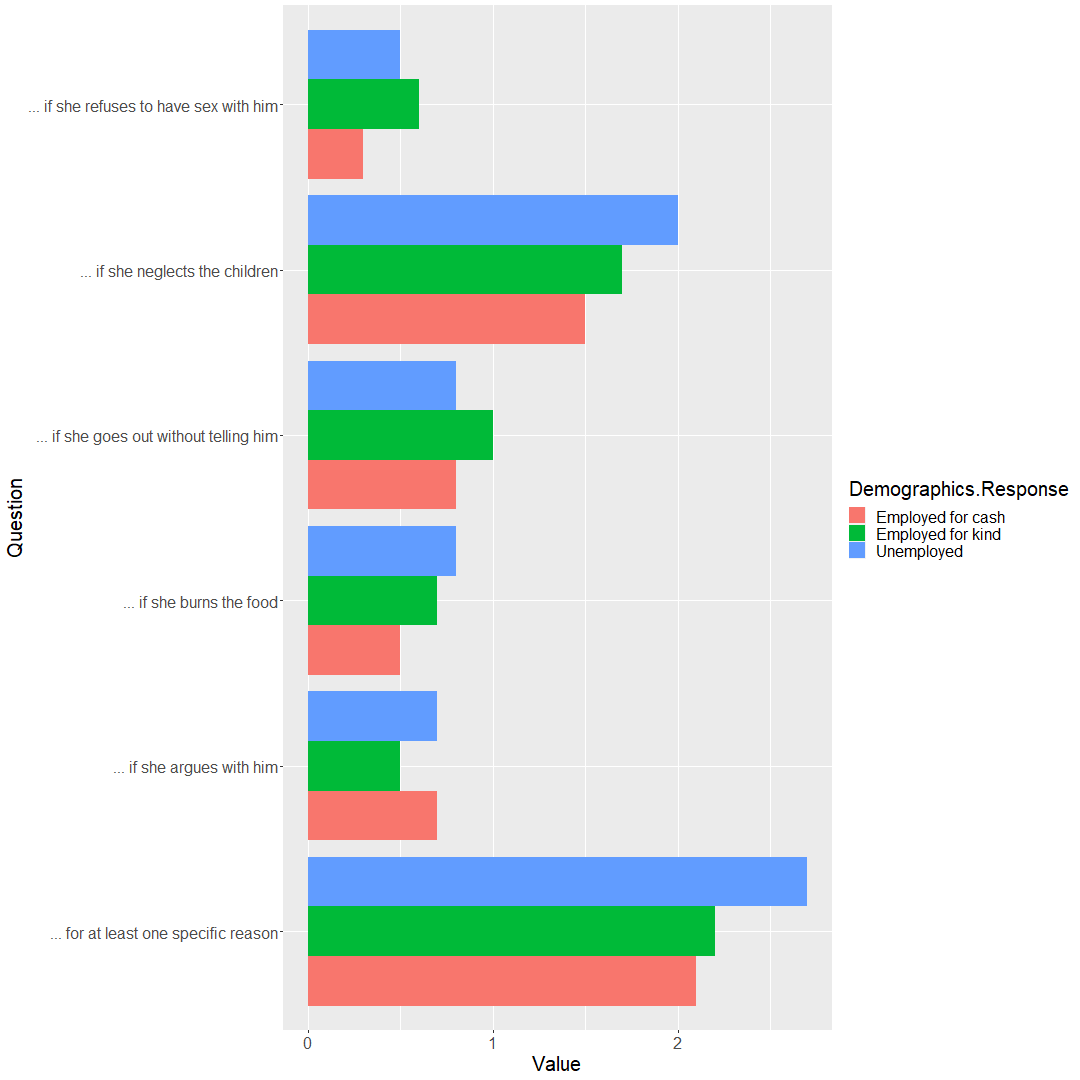 ... if she refuses to have sex with him
... if she neglects the children
... if she goes out without telling him
... if she burns the food
... if she argues with him
... for at least one specific reason
Question
0 1 2
Value
Demographics.Response
Employed for cash
Employed for kind
Unemployed